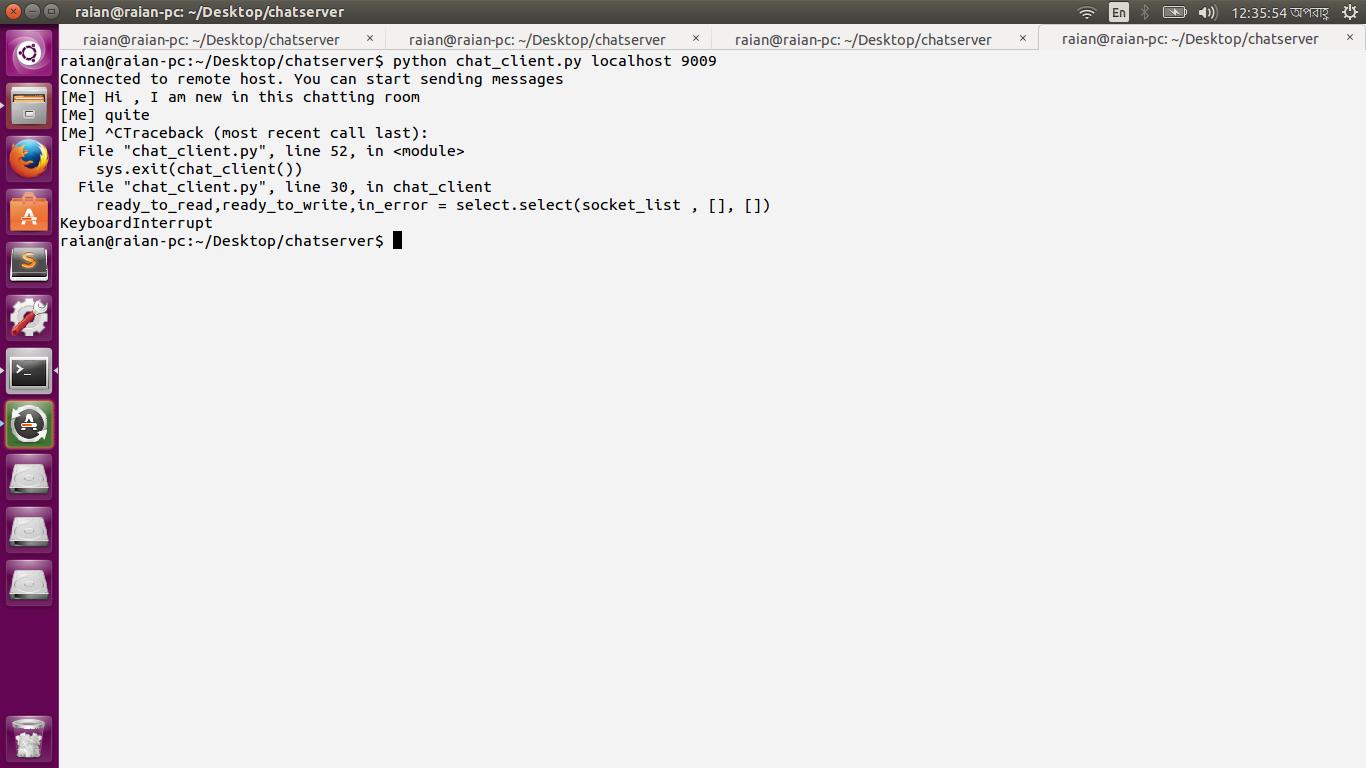 raian@raian-pc: ~/Desktop/chatserver
En
12:35:54 অপরাহ্ণ
raian@raian-pc: ~/Desktop/chatserver ×
raian@raian-pc: ~/Desktop/chatserver ×
raian@raian-pc: ~/Desktop/chatserver ×
raian@raian-pc: ~/Desktop/chatserver ×
raian@raian-pc:~/Desktop/chatserver$ python chat_client.py localhost 9009
Connected to remote host. You can start sending messages
[Me] Hi , I am new in this chatting room
[Me] quite
[Me] ^CTraceback (most recent call last):
  File "chat_client.py", line 52, in <module>
    sys.exit(chat_client())
  File "chat_client.py", line 30, in chat_client
    ready_to_read,ready_to_write,in_error = select.select(socket_list , [], [])
KeyboardInterrupt
raian@raian-pc:~/Desktop/chatserver$